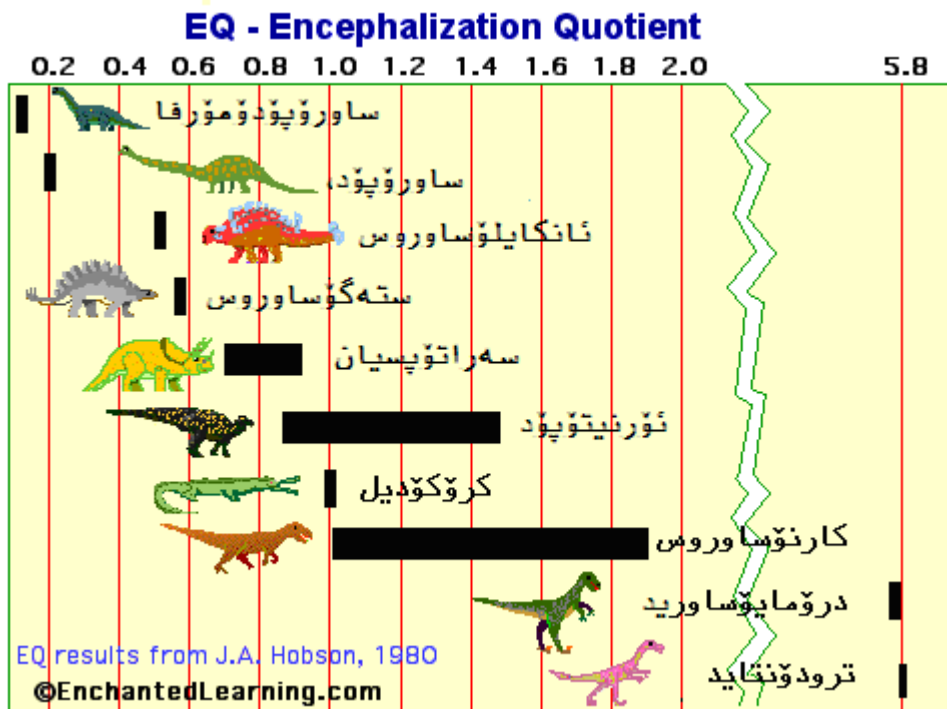 EQ - Encephalization Quotient
0.2 0.4 0.6 0.8 1.0 1.2 1.4 1.6 1.8 2.0 5.8
ساورۆپۆدۆمۆرفا
ساورۆپۆد،
ئانکایلۆساوروس
ستەگۆساوروس
سەراتۆپسیان
ئۆرنیتۆپۆد
کرۆکۆدیل
کارنۆساوروس
درۆمایۆساورید
ترودۆنتاید
EQ results from J.A. Hobson, 1980
©EnchantedLearning.com